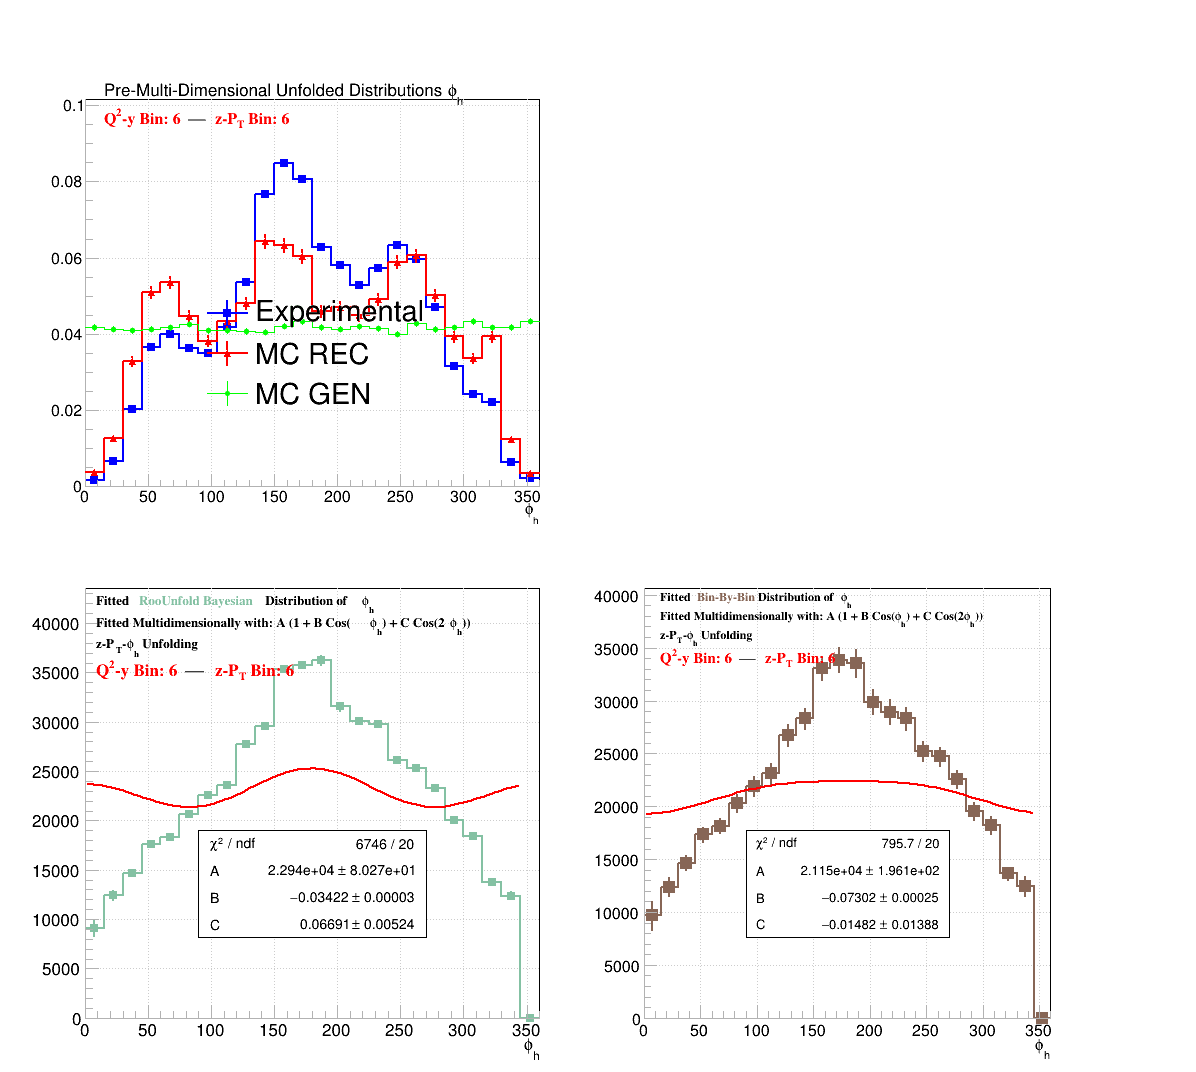 Pre-Multi-Dimensional Unfolded Distributions ϕh
Q²-y Bin: 6 — z-PT Bin: 6
0.1
0.08
0.06
0.04
0.02
0
Experimental
MC REC
MC GEN
0 50 100 150 200 250 300 350
ϕh
Fitted RooUnfold Bayesian Distribution of ϕh
Fitted Multidimensionally with: A (1 + B Cos( ϕh) + C Cos(2 ϕh))
z-PT-ϕh Unfolding
Q²-y Bin: 6 — z-PT Bin: 6
40000
35000
30000
25000
20000
15000
10000
5000
0
χ² / ndf 6746 / 20
A 2.294e+04 ± 8.027e+01
B −0.03422 ± 0.00003
C 0.06691 ± 0.00524
0 50 100 150 200 250 300 350
ϕh
Fitted Bin-By-Bin Distribution of ϕh
Fitted Multidimensionally with: A (1 + B Cos(ϕh) + C Cos(2ϕh))
z-PT-ϕh Unfolding
Q²-y Bin: 6 — z-PT Bin: 6
40000
35000
30000
25000
20000
15000
10000
5000
0
χ² / ndf 795.7 / 20
A 2.115e+04 ± 1.961e+02
B −0.07302 ± 0.00025
C −0.01482 ± 0.01388
0 50 100 150 200 250 300 350
ϕh